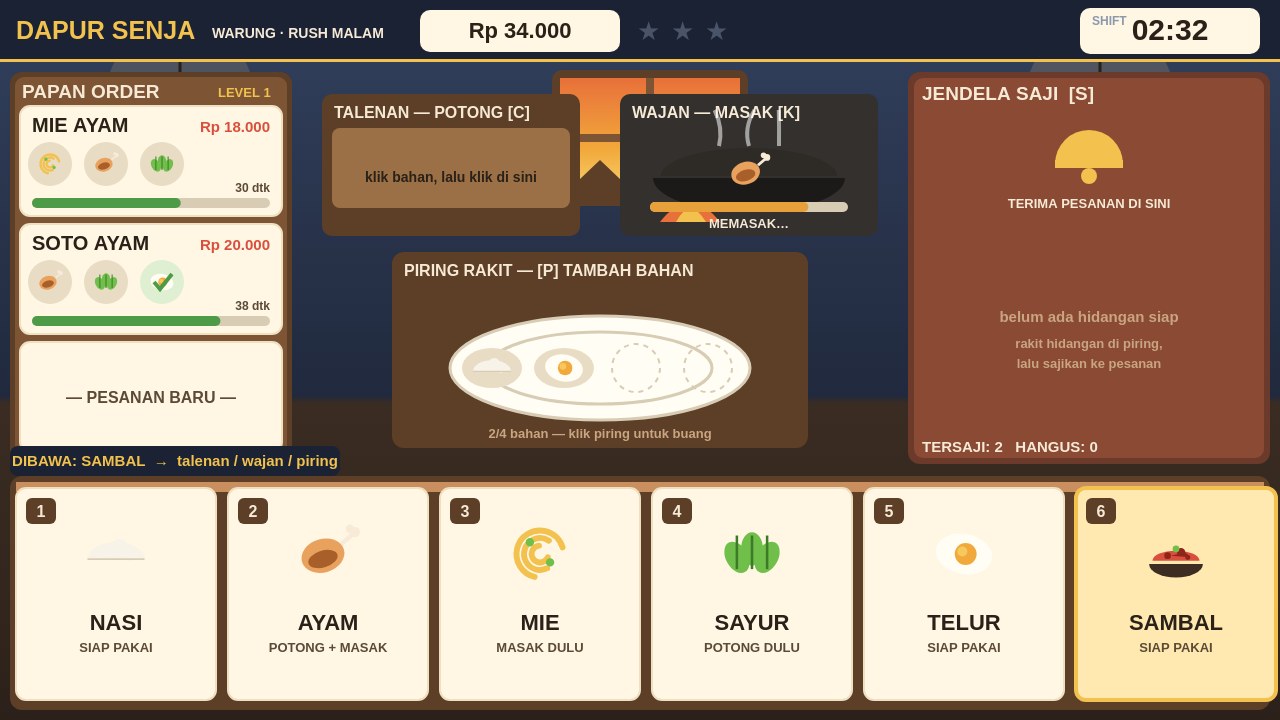 DAPUR SENJA WARUNG · RUSH MALAM
Rp 34.000
★ ★ ★
SHIFT 02:32
PAPAN ORDER LEVEL 1
MIE AYAM Rp 18.000
30 dtk
SOTO AYAM Rp 20.000
38 dtk
— PESANAN BARU —
TALENAN — POTONG [C]
klik bahan, lalu klik di sini
WAJAN — MASAK [K]
MEMASAK…
PIRING RAKIT — [P] TAMBAH BAHAN
2/4 bahan — klik piring untuk buang
JENDELA SAJI [S]
TERIMA PESANAN DI SINI
belum ada hidangan siap
rakit hidangan di piring,
lalu sajikan ke pesanan
TERSAJI: 2 HANGUS: 0
DIBAWA: SAMBAL → talenan / wajan / piring
1
NASI
SIAP PAKAI
2
AYAM
POTONG + MASAK
3
MIE
MASAK DULU
4
SAYUR
POTONG DULU
5
TELUR
SIAP PAKAI
6
SAMBAL
SIAP PAKAI